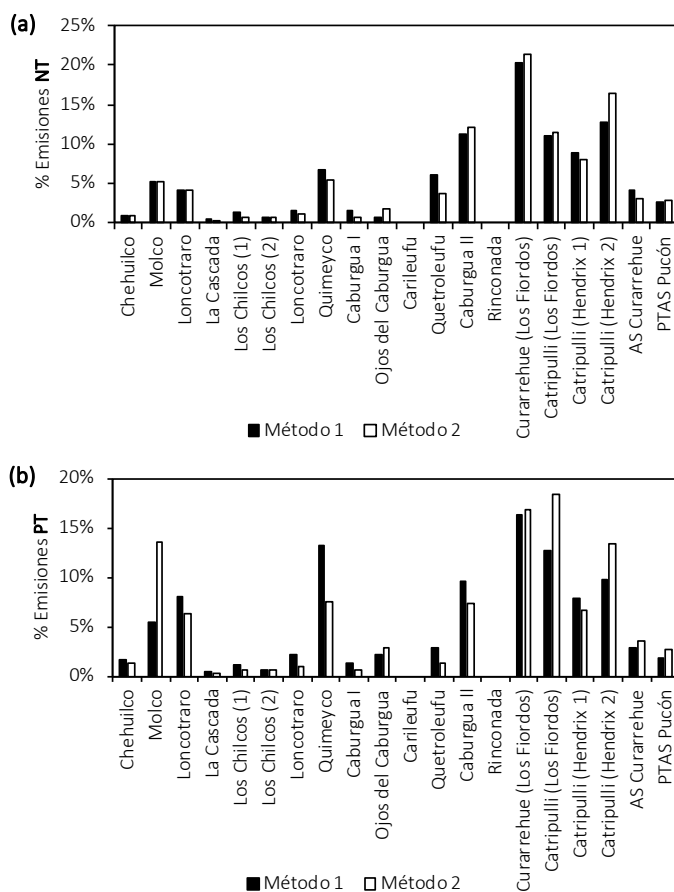 (a)
25%
20%
15%
10%
5%
0%
% Emisiones NT
Chehuilco
Molco
Loncotraro
La Cascada
Los Chilcos (1)
Los Chilcos (2)
Loncotraro
Quimeyco
Caburgua I
Ojos del Caburgua
Carileufu
Quetroleufu
Caburgua II
Rinconada
Curarrehue (Los Fiordos)
Catripulli (Los Fiordos)
Catripulli (Hendrix 1)
Catripulli (Hendrix 2)
AS Curarrehue
PTAS Pucón
Método 1 Método 2
(b)
20%
15%
10%
5%
0%
% Emisiones PT
Chehuilco
Molco
Loncotraro
La Cascada
Los Chilcos (1)
Los Chilcos (2)
Loncotraro
Quimeyco
Caburgua I
Ojos del Caburgua
Carileufu
Quetroleufu
Caburgua II
Rinconada
Curarrehue (Los Fiordos)
Catripulli (Los Fiordos)
Catripulli (Hendrix 1)
Catripulli (Hendrix 2)
AS Curarrehue
PTAS Pucón
Método 1 Método 2